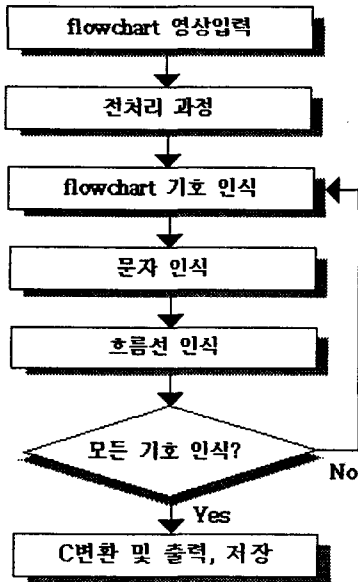 flowchart 영상입력
전처리 과정
flowchart 기호 인식
문자 인식
흐름선 인식
모든 기호 인식?
No
Yes
C변환 및 출력, 저장